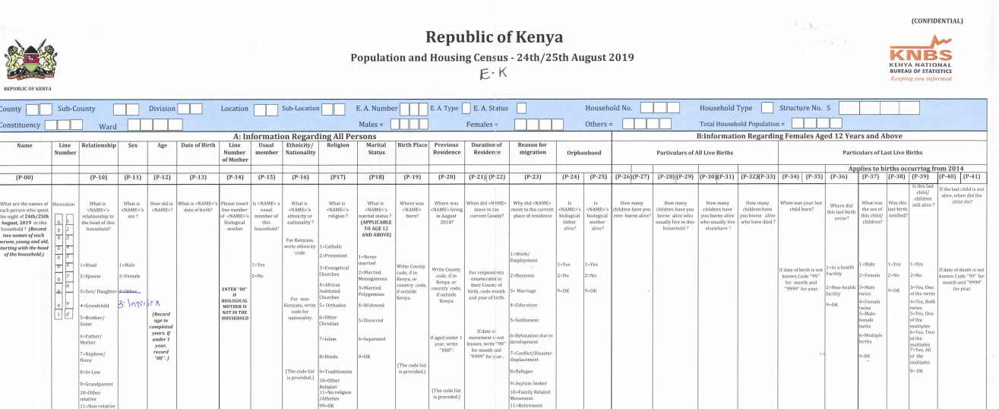 (CONFIDENTIAL)
Republic of Kenya
Population and Housing Census - 24th/25th August 2019
E.K
REPUBLIC OF KENYA
KNBS
KENYA NATIONAL
BUREAU OF STATISTICS
Keeping you informed
County Sub-County Division Location Sub-Location E. A. Number E. A. Type E. A. Status Household No. Household Type Structure No. S
Constituency Ward Males = Females = Others = Total Household Population =
A: Information Regarding All Persons
B:Information Regarding Females Aged 12 Years and Above
Name
Line Number
Relationship
Sex
Age
Date of Birth
Line Number of Mother
Usual member
Ethnicity/ Nationality
Religion
Marital Status
Birth Place
Previous Residence
Duration of Residence
Reason for migration
Orphanhood
Particulars of All Live Births
Particulars of Last Live Births
Applies to births occurring from 2014
(P-00) (P-10) (P-11) (P-12) (P-13) (P-14) (P-15) (P-16) (P17) (P18) (P-19) (P-20) (P-21) (P-22) (P-23) (P-24) (P-25) (P-26) (P-27) (P-28) (P-29) (P-30) (P-31) (P-32) (P-33) (P-34) (P-35) (P-36) (P-37) (P-38) (P-39) (P-40) (P-41)
What are the names of
each person who spent
the night of 24th/25th
August, 2019 in this
household ? (Record
two names of each
person, young and old,
starting with the head
of the household.)
Illustration
0 1
0 2
0 3
0 4
0 5
0 6
0 7
0 8
0 9
1 0
What is
<NAME>'s
relationship to
the head of this
household?
1=Head
2=Spouse
3=Son/ Daughter
4=Grandchild
5=Brother/
Sister
6=Father/
Mother
7=Nephew/
Niece
8=In-Law
9=Grandparent
10=Other
relative
11=Non-relative
What is
<NAME>'s
sex ?
1=Male
2=Female
3=Other
3. Intersex
How old is
<NAME>?
(Record
age in
completed
years. If
under 1
year,
record
"00". )
What is <NAME>'s
date of birth?
Please insert
line number
of <NAME>'s
biological
mother
ENTER "00"
IF
BIOLOGICAL
MOTHER IS
NOT IN THE
HOUSEHOLD
Is <NAME> a
usual
member of
this
household?
1=Yes
2=No
What is
<NAME>'s
ethnicity or
nationality ?
For Kenyans,
write ethnicity
code.
For non-
Kenyans, write
code for
nationality.
(The code list
is provided.)
What is
<NAME>'s
religion ?
1=Catholic
2=Protestant
3=Evangelical
Churches
4=African
Instituted
Churches
5= Orthodox
6=Other
Christian
7=Islam
8=Hindu
9=Traditionists
10=Other
Religion
11=No religion
/Atheists
99=DK
What is
<NAME>'s
marital status ?
(APPLICABLE
TO AGE 12
AND ABOVE)
1=Never
married
2=Married
Monogamous
3=Married
Polygamous
4=Widowed
5=Divorced
6=Separated
9=DK
Where was
<NAME>
born?
Write County
code, if in
Kenya, or
country code,
if outside
Kenya.
(The code list
is provided.)
Where was
<NAME> living
in August
2018?
Write County
code, if in
Kenya, or
country code,
if outside
Kenya.
If aged under 1
year, write
"000".
(The code list
is provided.)
When did <NAME>
move to the
current County?
For respondents
enumerated in
their County of
birth, code month
and year of birth.
If date of
movement is not
known, write "99"
for month and
"9999" for year,
Why did <NAME>
move to the current
place of residence
1=Work/
Employment
2=Business
3= Marriage
4=Education
5=Settlement
6=Relocation due to
development
7=Conflict/Disaster
displacement
8=Refugee
9=Asylum Seeker
10=Family Related
Movement
11=Retirement
Is
<NAME>'s
biological
father
alive?
1=Yes
2=No
9=DK
Is
<NAME>'s
biological
mother
alive?
1=Yes
2=No
9=DK
How many
children have you
ever borne alive?
How many
children have you
borne alive who
usually live in this
household ?
How many
children have
you borne alive
who usually live
elsewhere ?
How many
children have
you borne alive
who have died ?
When was your last
child born?
If date of birth is not
known Code "99"
for month and
"9999" for year.
Where did
this last birth
occur?
1=In a health
Facility
2=Non-health
facility
9=DK
What was
the sex of
this child/
children?
1=Male
2=Female
3=Male
twins
4=Female
twins
5=Male-
female
twins
6=Multiple
births
9=DK
Was this
last birth
notified?
1=Yes
2=No
9=DK
Is this last
child/
children
still alive ?
1=Yes
2=No
3=Yes, One
of the twins
4=Yes, Both
twins
5=Yes, One
of the
multiples
6=Yes, Two
of the
multiples
7=Yes, All
of the
multiples
9= DK
If the last child is not
alive, when did the
child die?
If date of death is not
known Code "99"
for month and
"9999" for year.